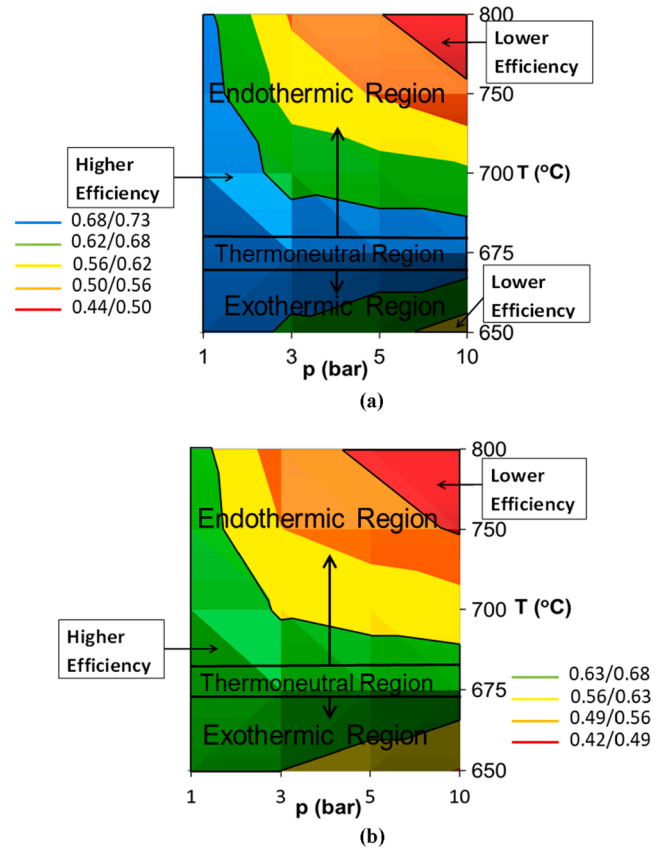 800
Lower
Efficiency
Endothermic Region
750
Higher
Efficiency
700
T (°C)
0.68/0.73
0.62/0.68
0.56/0.62
0.50/0.56
0.44/0.50
Thermoneutral Region
675
Exothermic Region
Lower
Efficiency
650
1
3
5
10
p (bar)
(a)
800
Lower
Efficiency
Endothermic Region
750
700
T (°C)
Higher
Efficiency
Thermoneutral Region
675
0.63/0.68
0.56/0.63
0.49/0.56
0.42/0.49
Exothermic Region
650
1
3
5
10
p (bar)
(b)